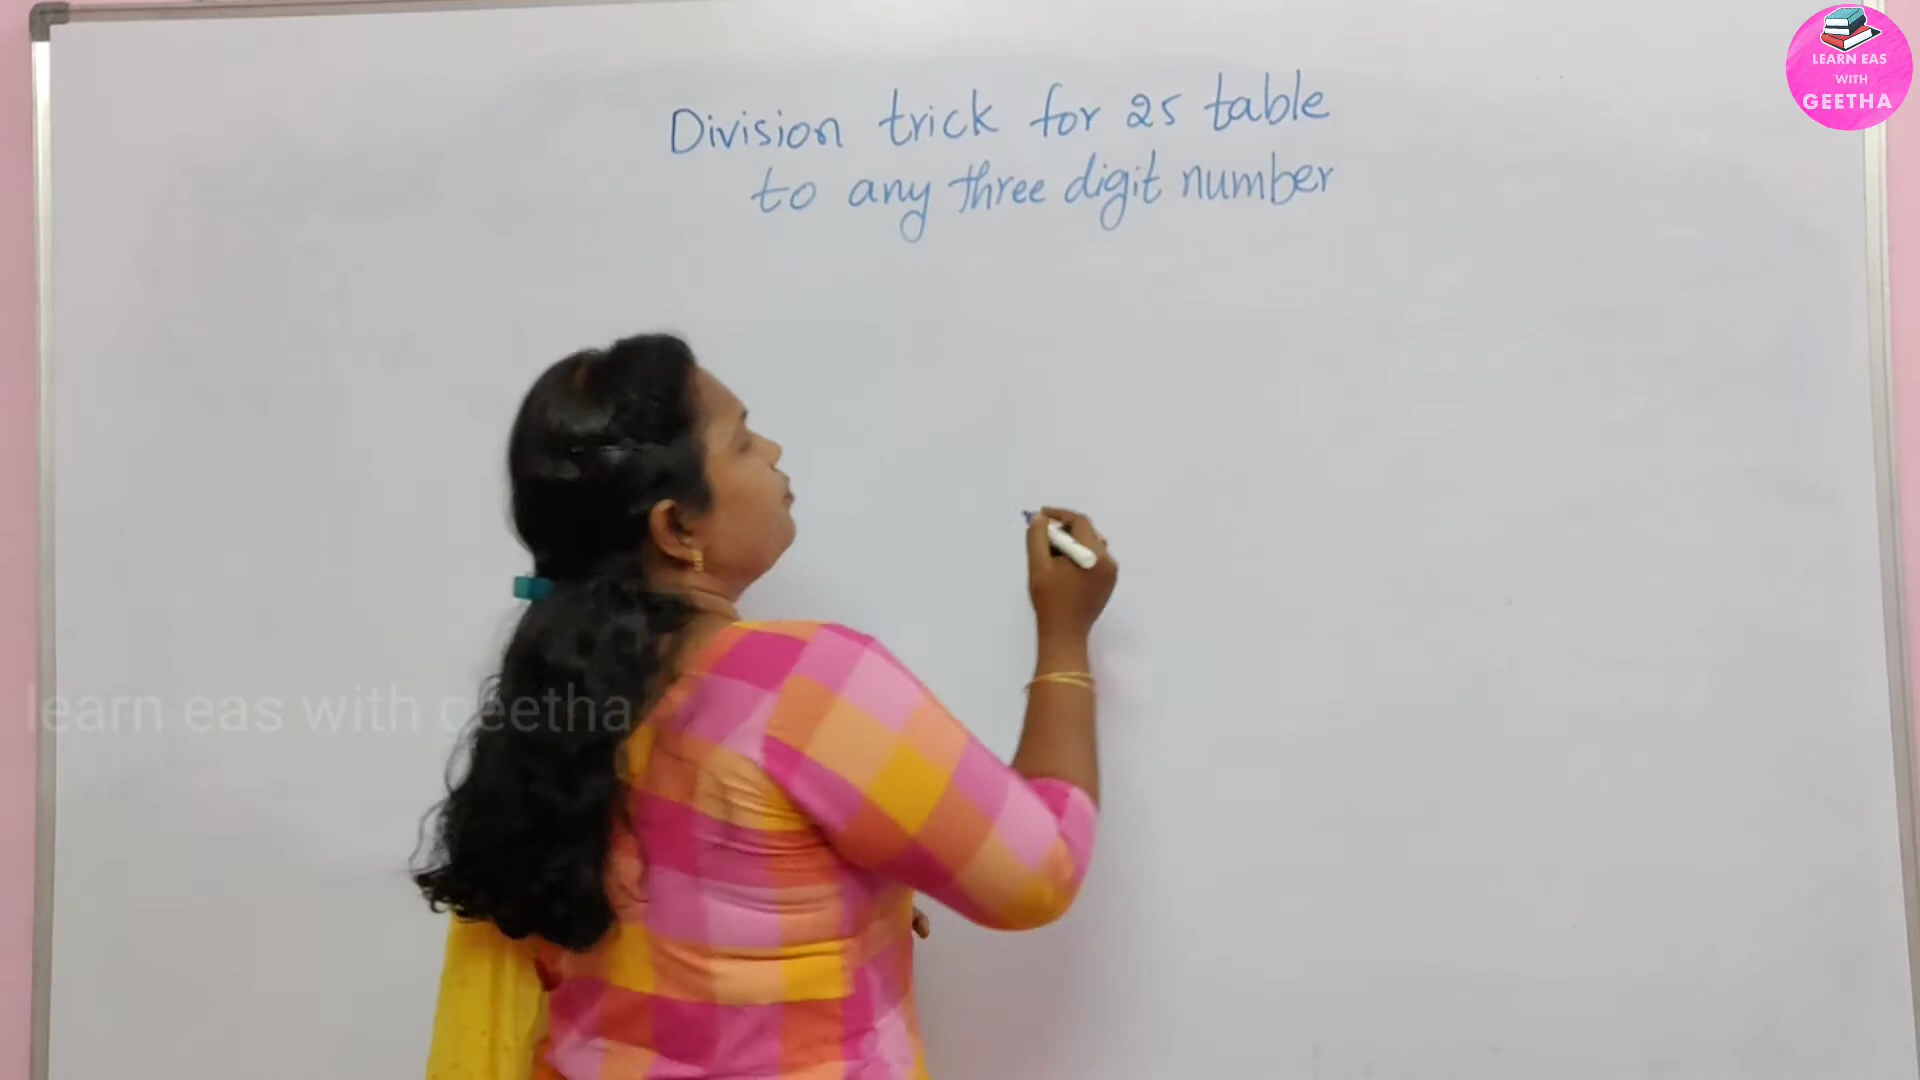 Division trick for 25 table
to any three digit number
LEARN EAS
WITH
GEETHA
learn eas with geetha